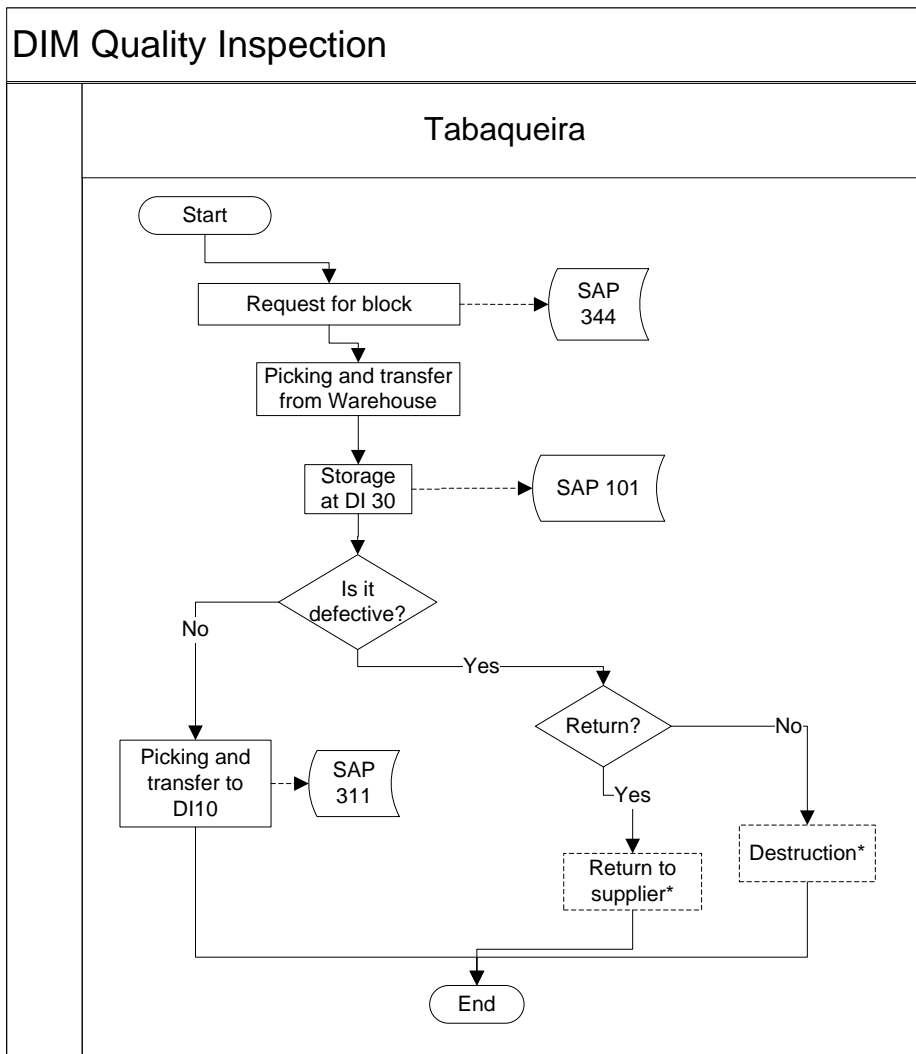 DIM Quality Inspection
Tabaqueira
Start
Request for block
SAP
344
Picking and transfer
from Warehouse
Storage
at DI 30
SAP 101
Is it
defective?
No
Yes
Return?
No
Picking and
transfer to
DI10
SAP
311
Yes
Return to
supplier*
Destruction*
End